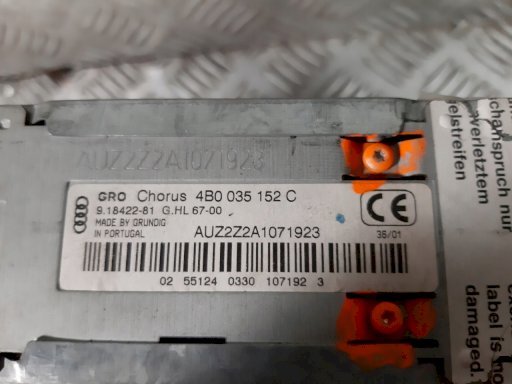 AUZ2Z2A1071923
GRO Chorus 4B0 035 152 C
9.18422-81 G.HL 67-00
MADE BY GRUNDIG
IN PORTUGAL
AUZ2Z2A1071923
CE
35/01
02 55124 0330 107192 3
chanspruch nur
verletztem
gelstreifen
label is
damaged.